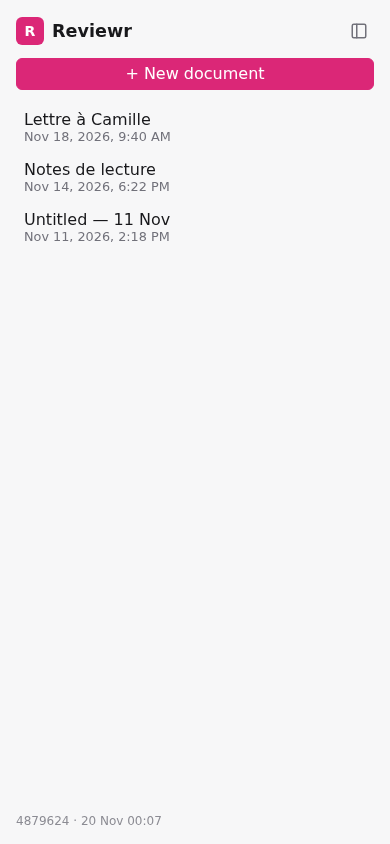 R Reviewr
+ New document
Lettre à Camille
Nov 18, 2026, 9:40 AM
Notes de lecture
Nov 14, 2026, 6:22 PM
Untitled — 11 Nov
Nov 11, 2026, 2:18 PM
4879624 · 20 Nov 00:07